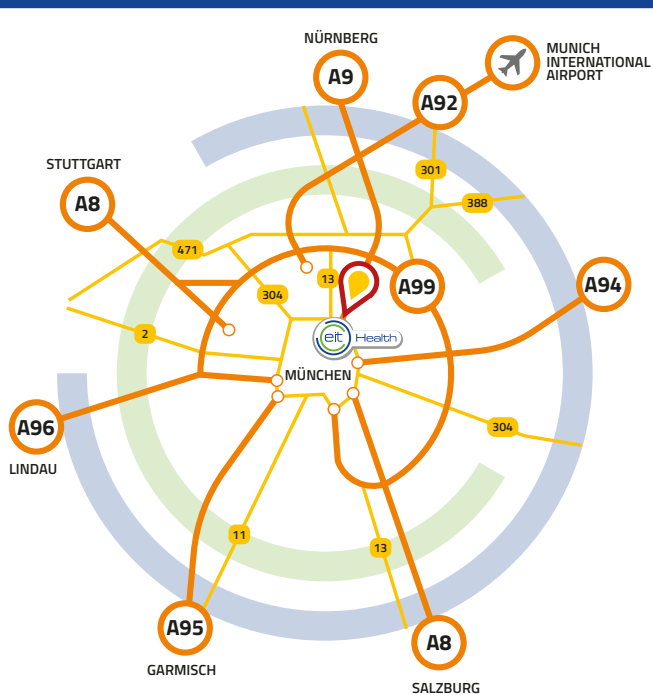 NÜRNBERG
A9
MUNICH
INTERNATIONAL
AIRPORT
A92
STUTTGART
A8
301
388
471
13
304
A99
A94
2
eit Health
MÜNCHEN
A96
LINDAU
304
11
13
A95
GARMISCH
A8
SALZBURG